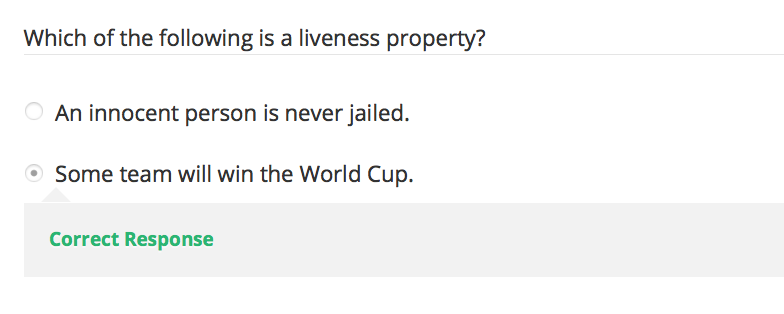 Which of the following is a liveness property?
An innocent person is never jailed.
Some team will win the World Cup.
Correct Response